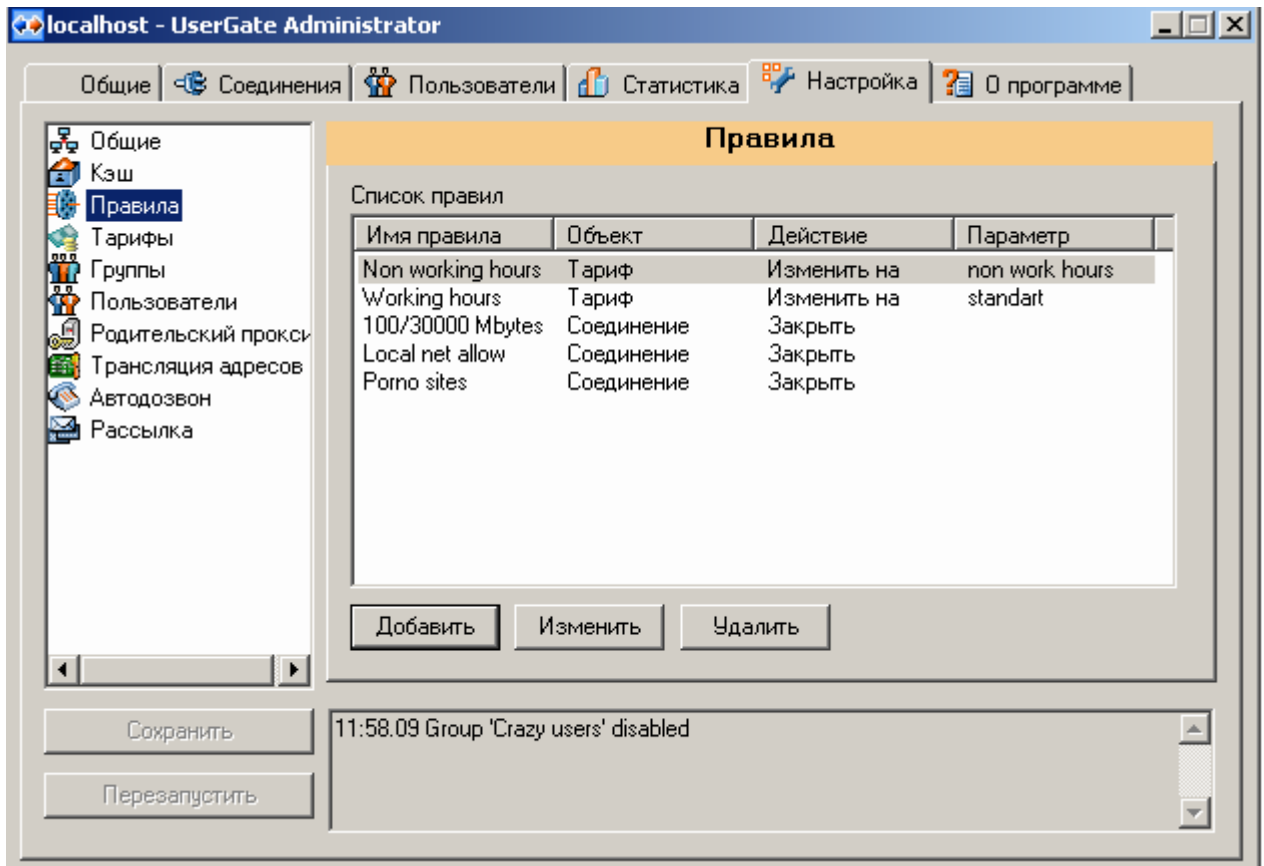 localhost - UserGate Administrator
Общие Соединения Пользователи Статистика Настройка О программе
Общие
Кэш
Правила
Тарифы
Группы
Пользователи
Родительский прокси
Трансляция адресов
Автодозвон
Рассылка
Правила
Список правил
Имя правила Объект Действие Параметр
Non working hours Тариф Изменить на non work hours
Working hours Тариф Изменить на standart
100/30000 Mbytes Соединение Закрыть
Local net allow Соединение Закрыть
Porno sites Соединение Закрыть
Добавить Изменить Удалить
Сохранить
Перезапустить
11:58.09 Group 'Crazy users' disabled